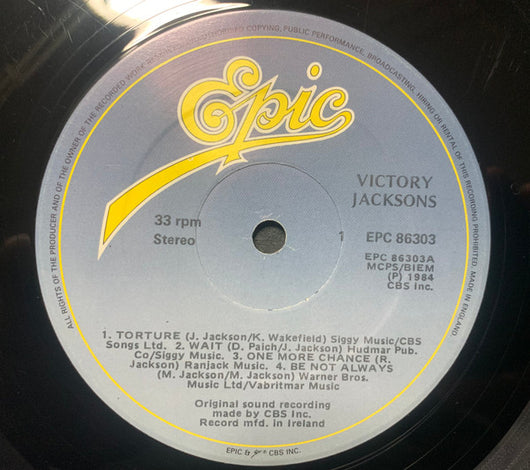 ALL RIGHTS OF THE PRODUCER AND OF THE OWNER OF THE RECORDED WORK RESERVED. UNAUTHORISED COPYING, PUBLIC PERFORMANCE, BROADCASTING, HIRING OR RENTAL OF THIS RECORDING PROHIBITED. MADE IN ENGLAND.
Epic
VICTORY
JACKSONS
33 rpm
Stereo
1
EPC 86303
EPC 86303A
MCPS/BIEM
(P) 1984
CBS Inc.
1. TORTURE (J. Jackson/K. Wakefield) Siggy Music/CBS
Songs Ltd. 2. WAIT (D. Paich/J. Jackson) Hudmar Pub.
Co/Siggy Music. 3. ONE MORE CHANCE (R.
Jackson) Ranjack Music. 4. BE NOT ALWAYS
(M. Jackson/M. Jackson) Warner Bros.
Music Ltd/Vabritmar Music
Original sound recording
made by CBS Inc.
Record mfd. in Ireland
EPIC & Epic ® CBS INC.